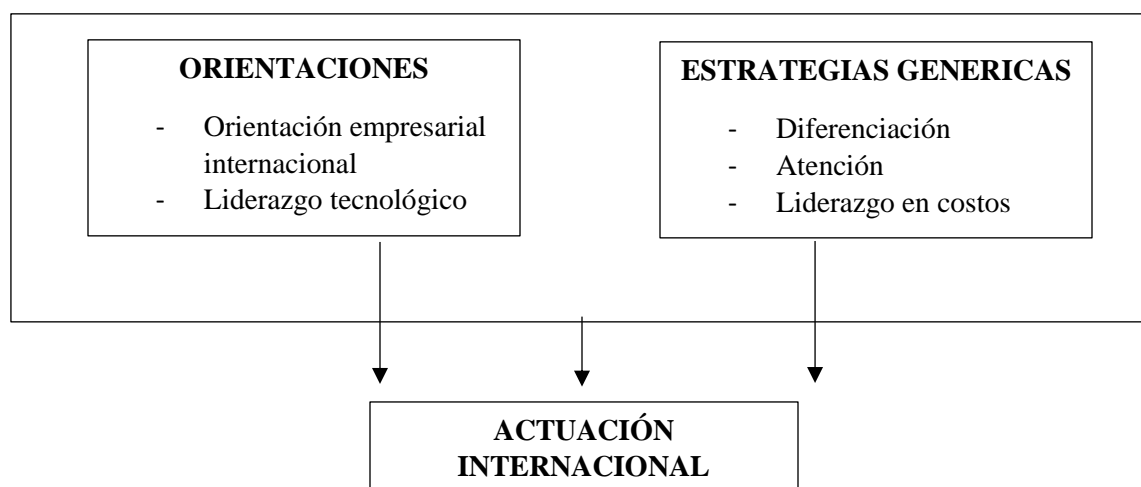 ORIENTACIONES
- Orientación empresarial
internacional
- Liderazgo tecnológico
ESTRATEGIAS GENERICAS
- Diferenciación
- Atención
- Liderazgo en costos
ACTUACIÓN
INTERNACIONAL